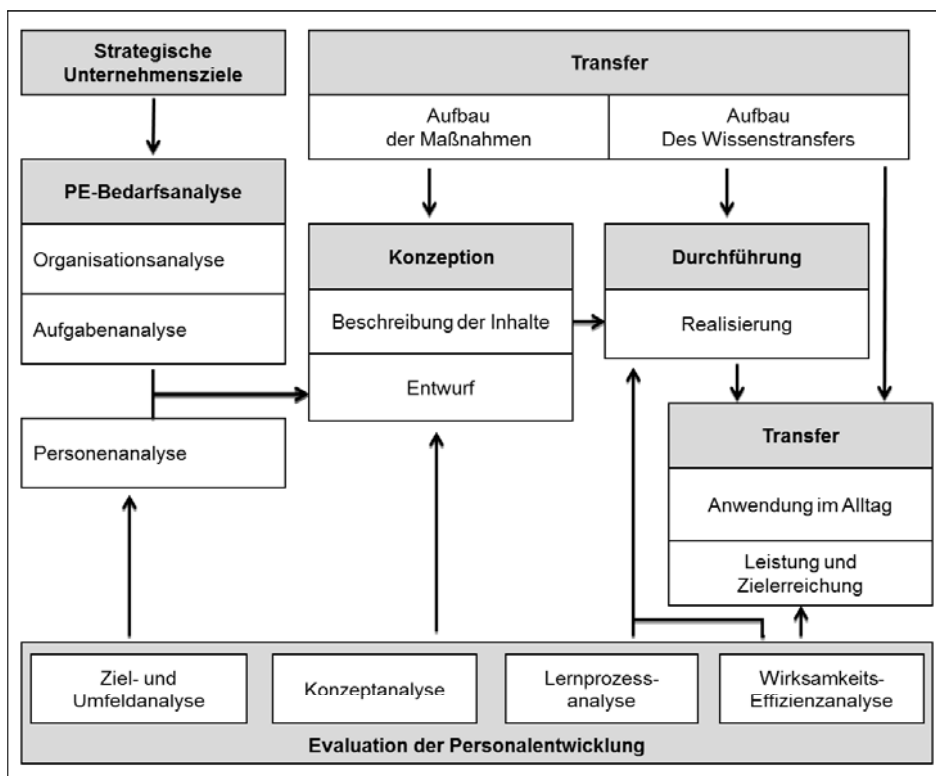 Strategische
Unternehmensziele
Transfer
Aufbau
der Maßnahmen
Aufbau
Des Wissenstransfers
PE-Bedarfsanalyse
Organisationsanalyse
Aufgabenanalyse
Personenanalyse
Konzeption
Beschreibung der Inhalte
Entwurf
Durchführung
Realisierung
Transfer
Anwendung im Alltag
Leistung und
Zielerreichung
Ziel- und
Umfeldanalyse
Konzeptanalyse
Lernprozess-
analyse
Wirksamkeits-
Effizienzanalyse
Evaluation der Personalentwicklung